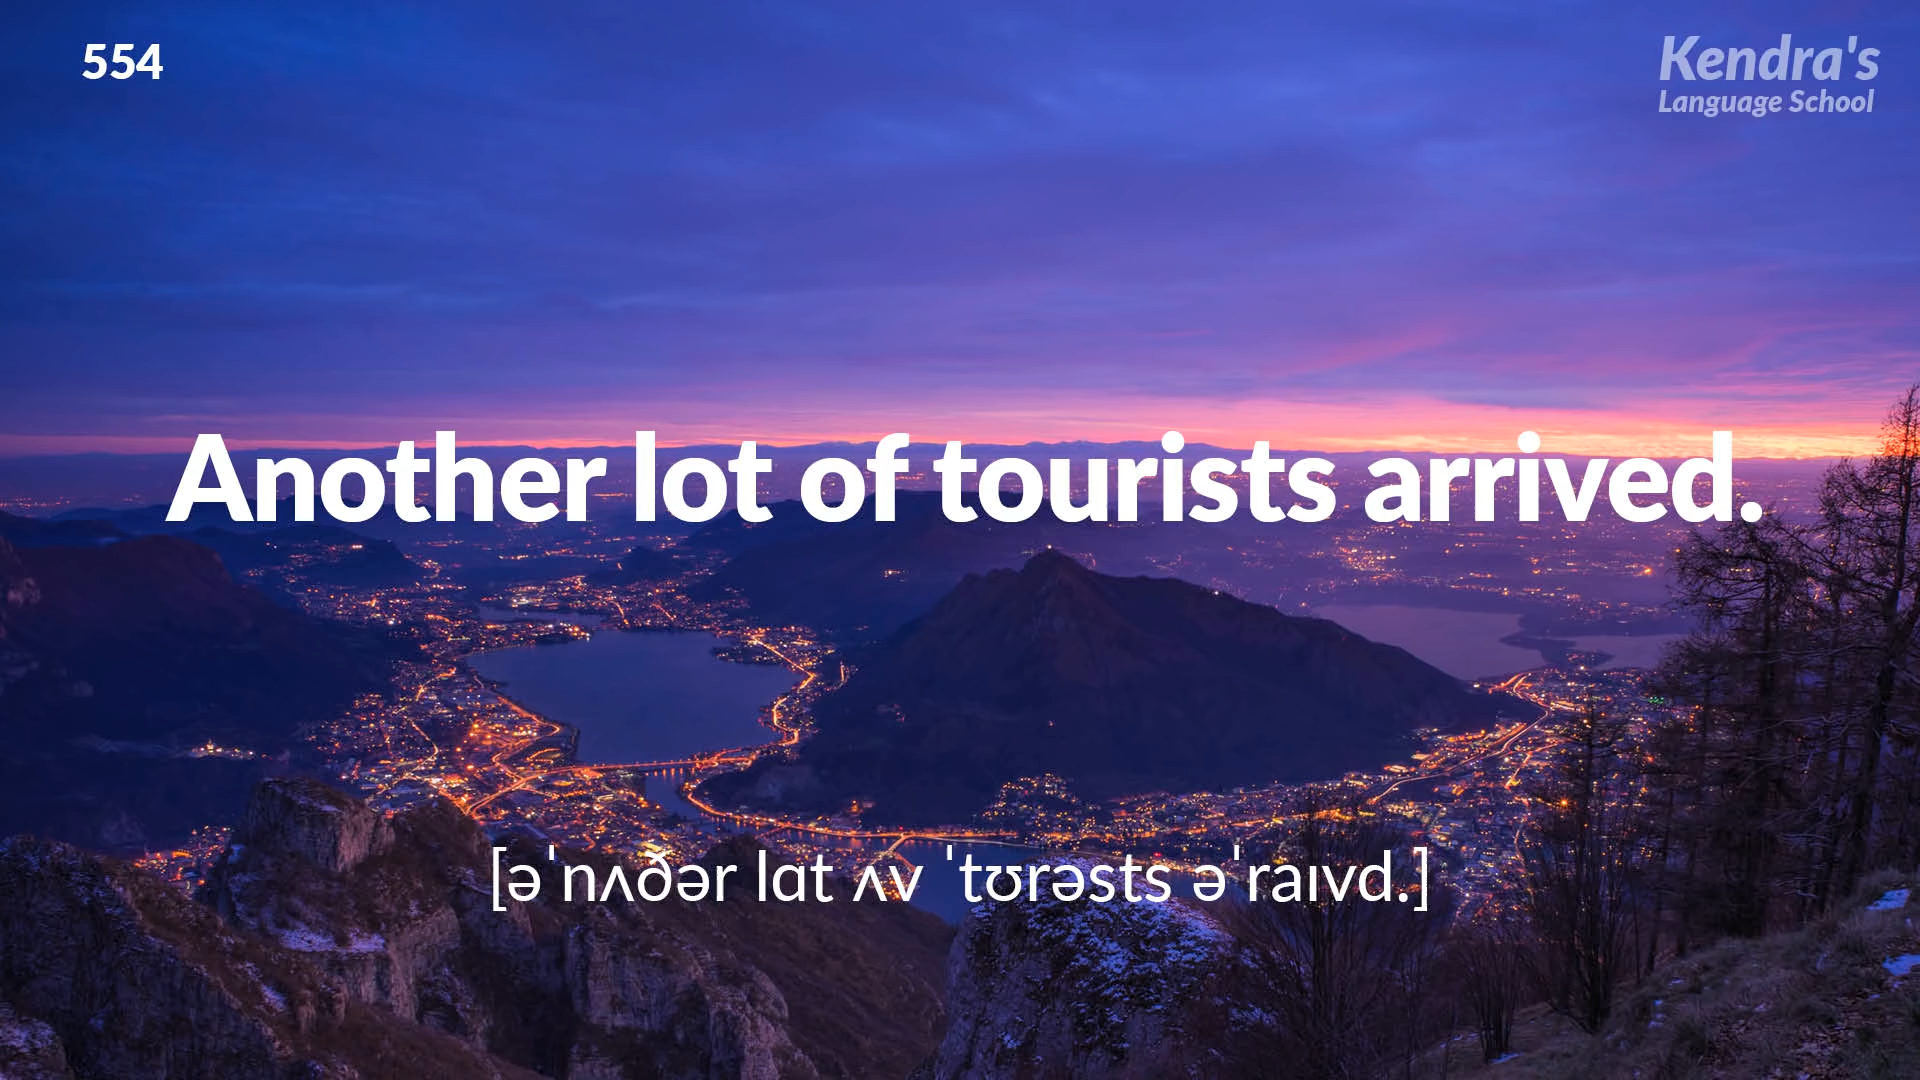 554
Kendra's
Language School
Another lot of tourists arrived.
[əˈnʌðər lɑt ʌv ˈtʊrəsts əˈraɪvd.]